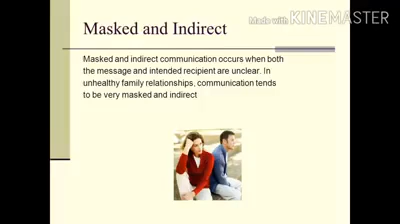 Made with KINEMASTER
Masked and Indirect
Masked and indirect communication occurs when both
the message and intended recipient are unclear. In
unhealthy family relationships, communication tends
to be very masked and indirect